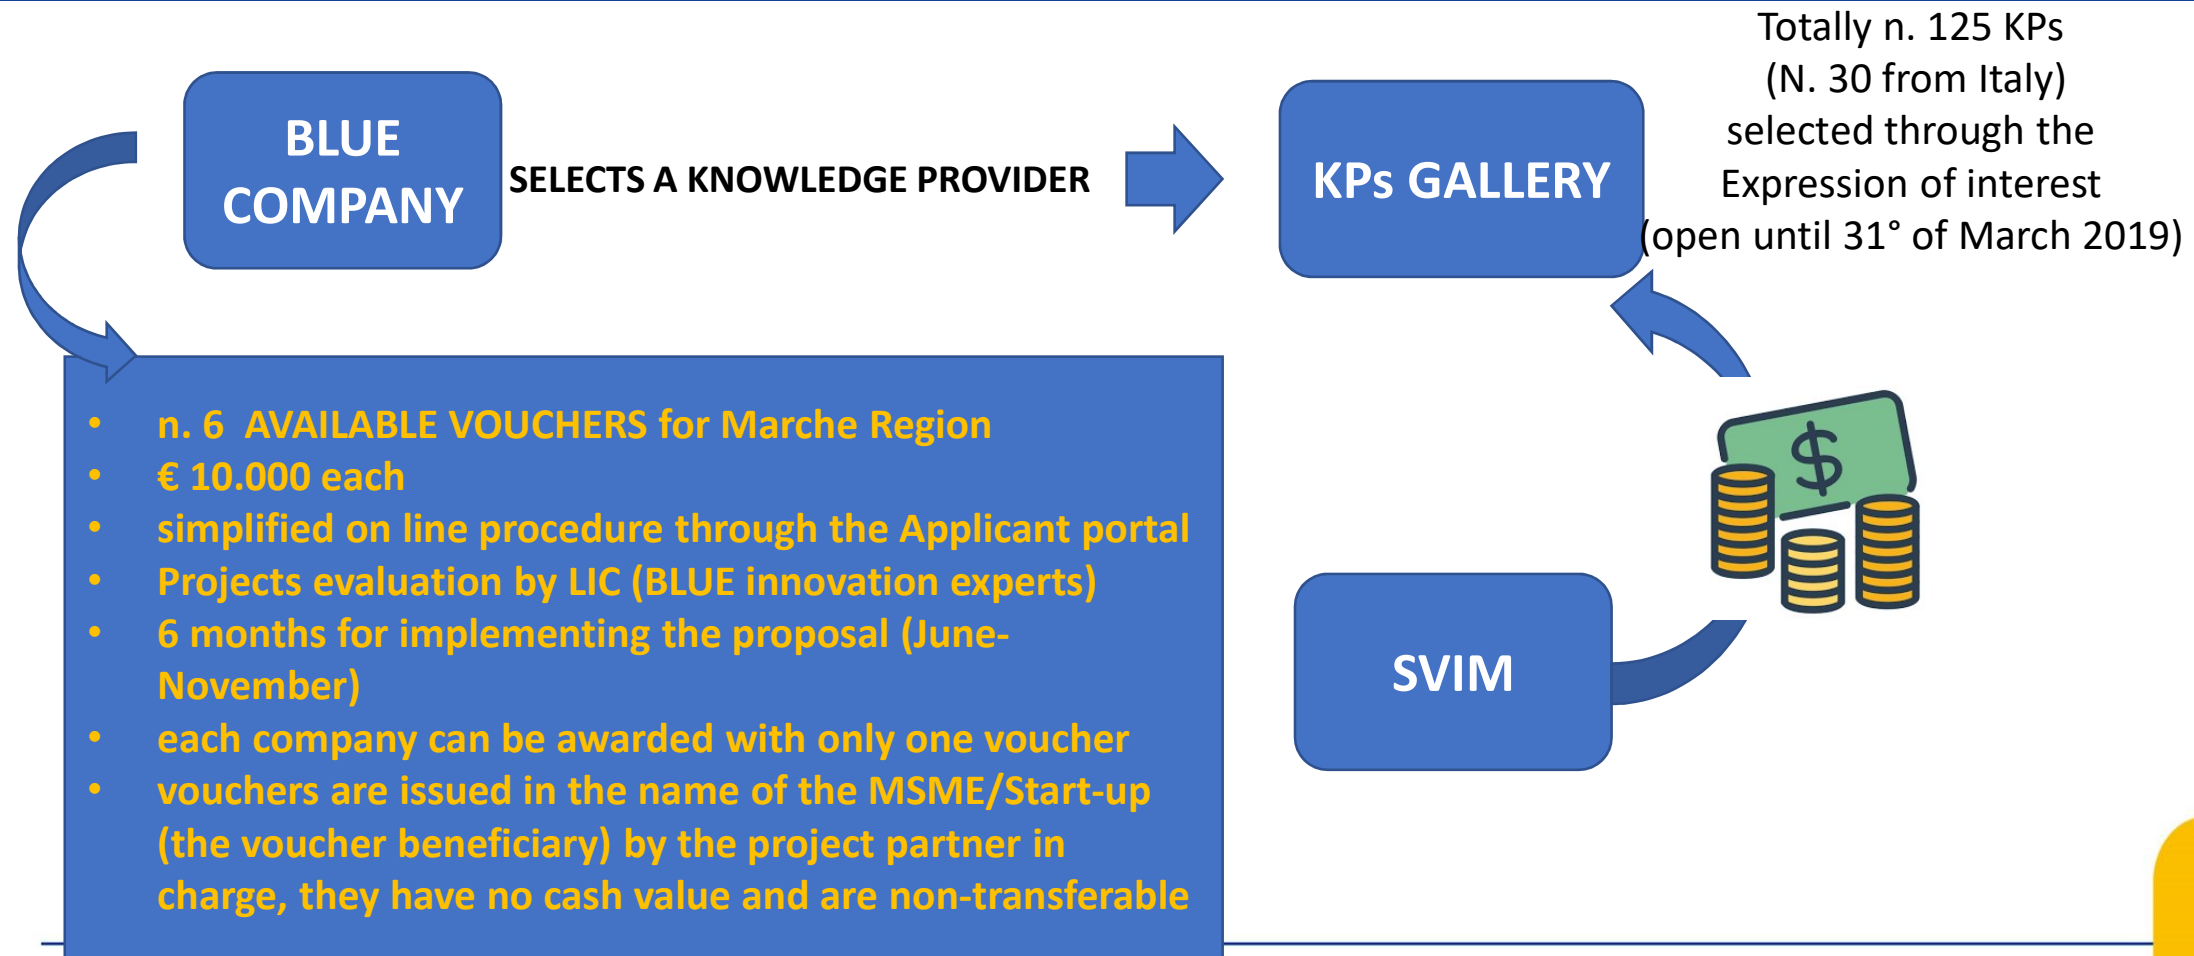 Totally n. 125 KPs
(N. 30 from Italy)
selected through the
Expression of interest
(open until 31° of March 2019)
BLUE
COMPANY
SELECTS A KNOWLEDGE PROVIDER
KPs GALLERY
• n. 6 AVAILABLE VOUCHERS for Marche Region
• € 10.000 each
• simplified on line procedure through the Applicant portal
• Projects evaluation by LIC (BLUE innovation experts)
• 6 months for implementing the proposal (June-
November)
• each company can be awarded with only one voucher
• vouchers are issued in the name of the MSME/Start-up
(the voucher beneficiary) by the project partner in
charge, they have no cash value and are non-transferable
$
SVIM